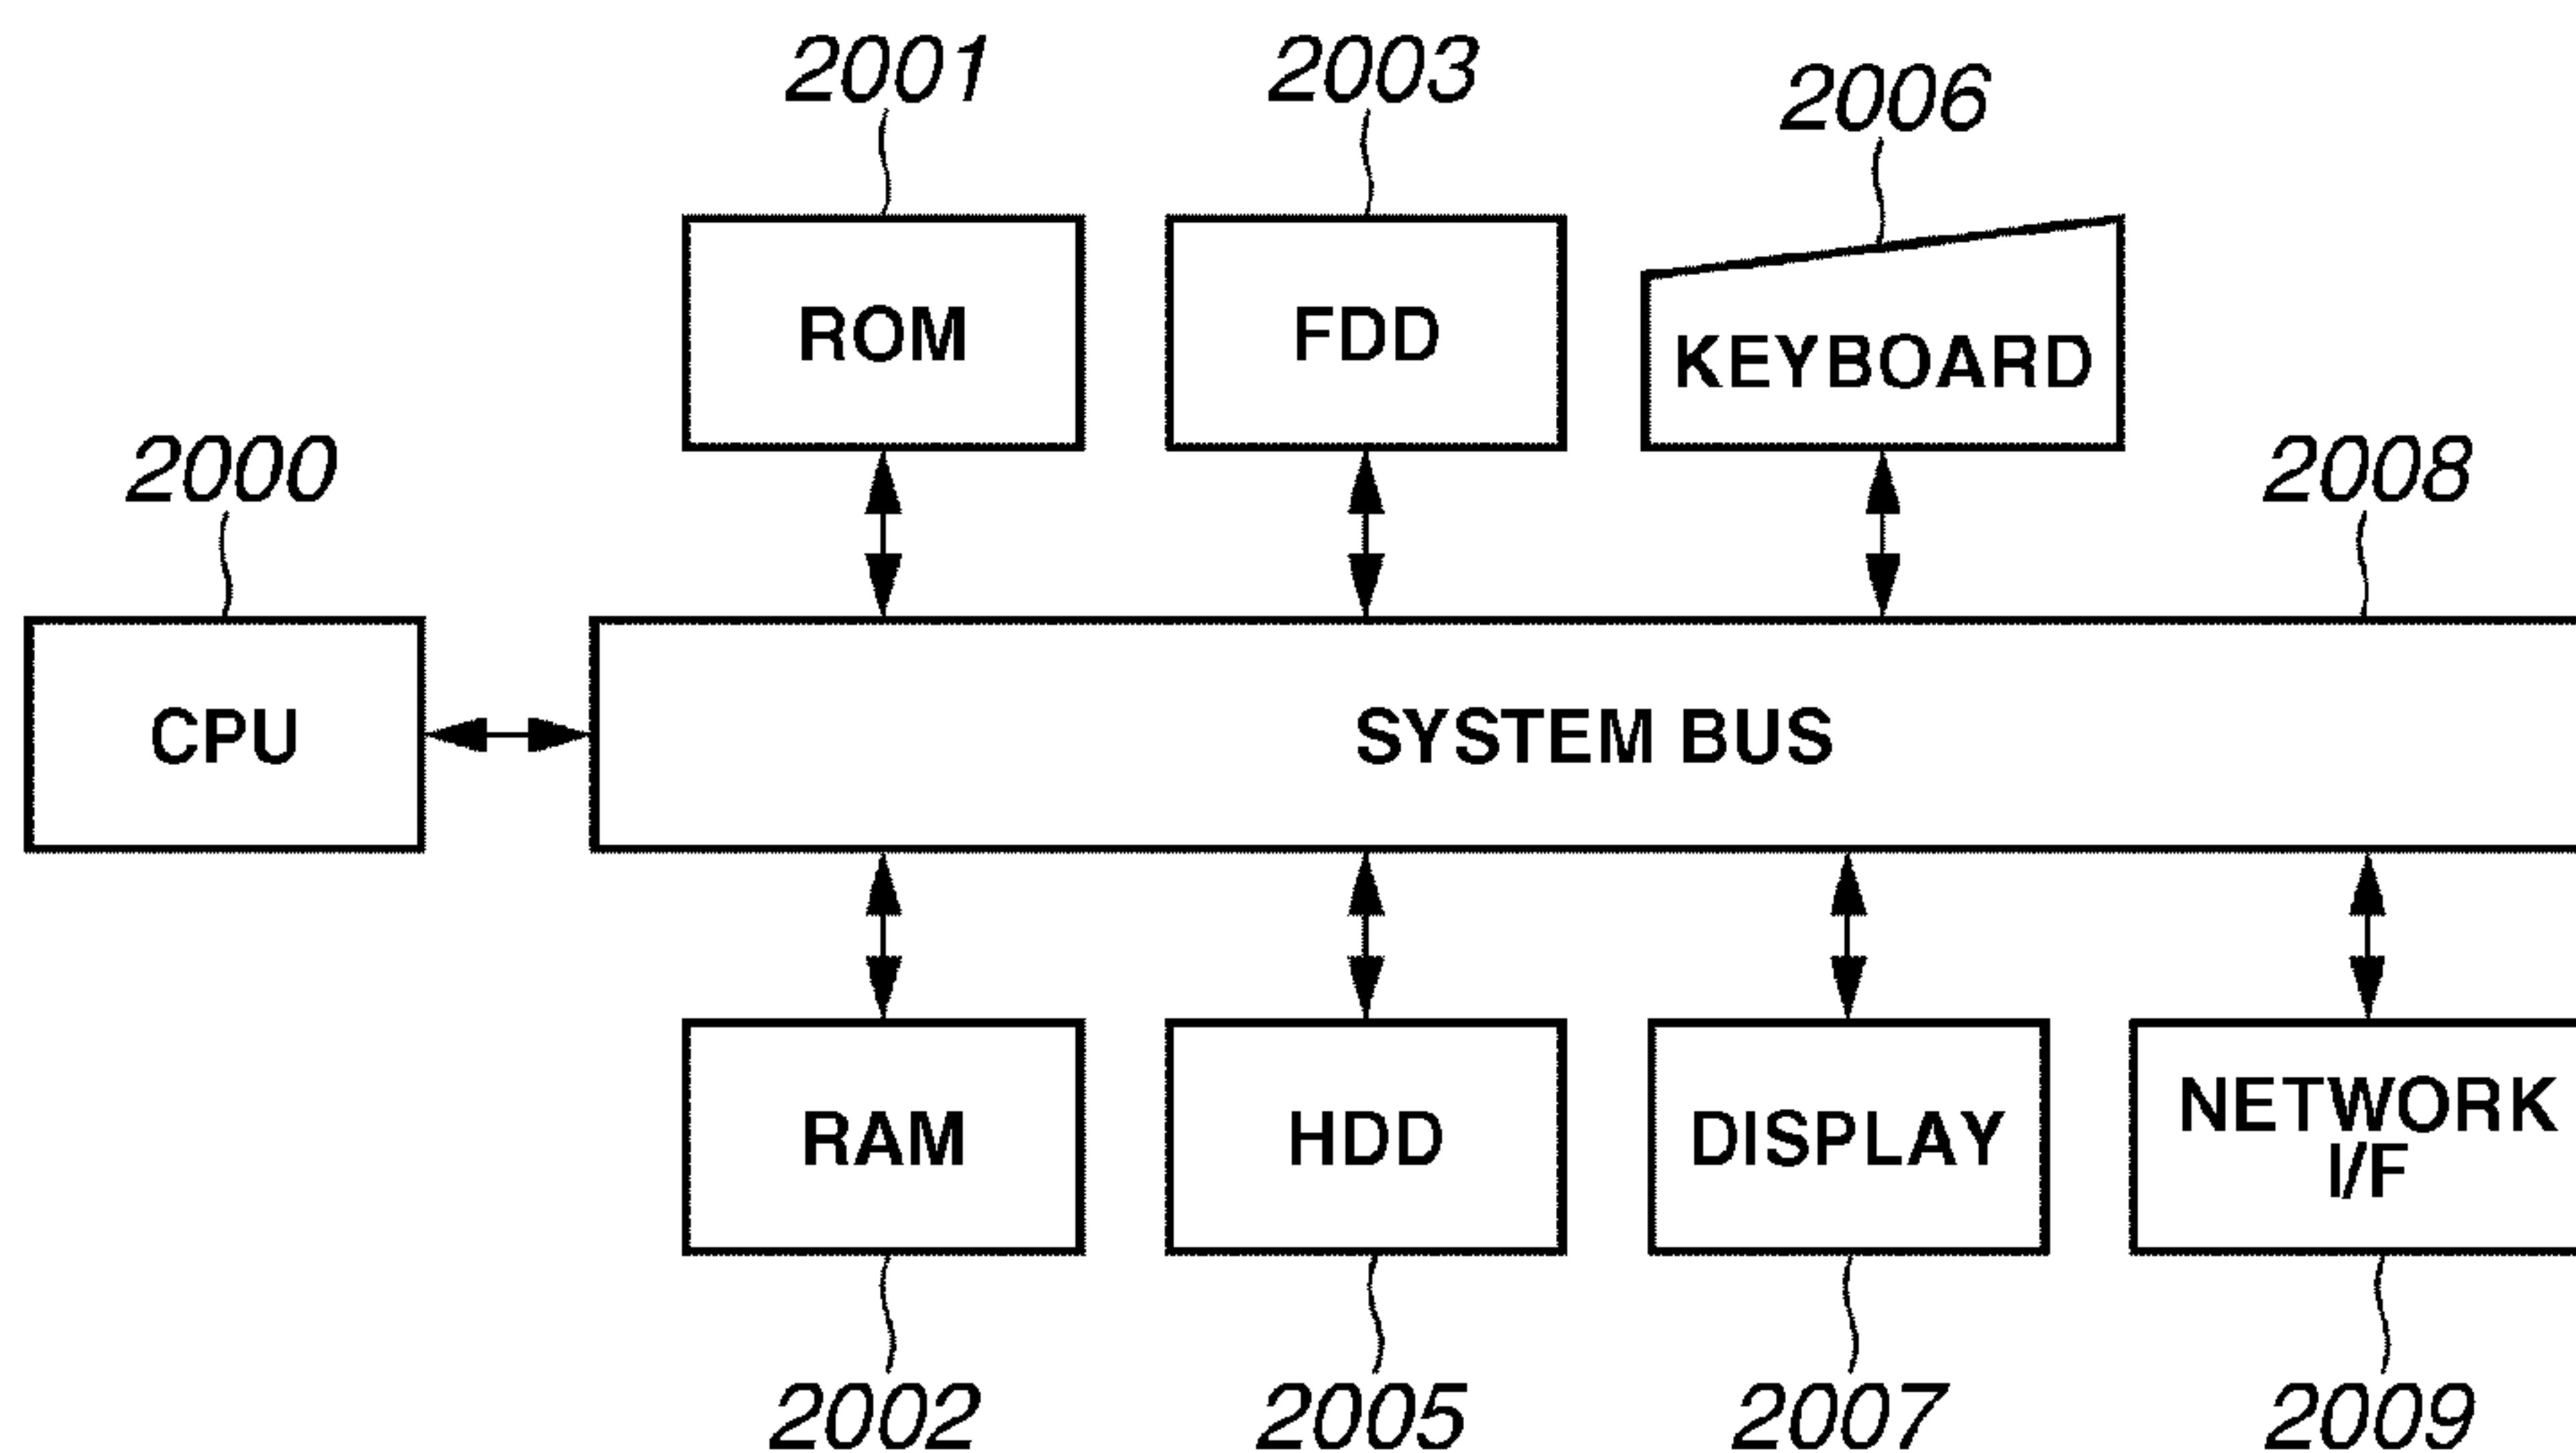 2001
2003
2006
ROM
FDD
KEYBOARD
2000
2008
CPU
SYSTEM BUS
RAM
HDD
DISPLAY
NETWORK
I/F
2002
2005
2007
2009